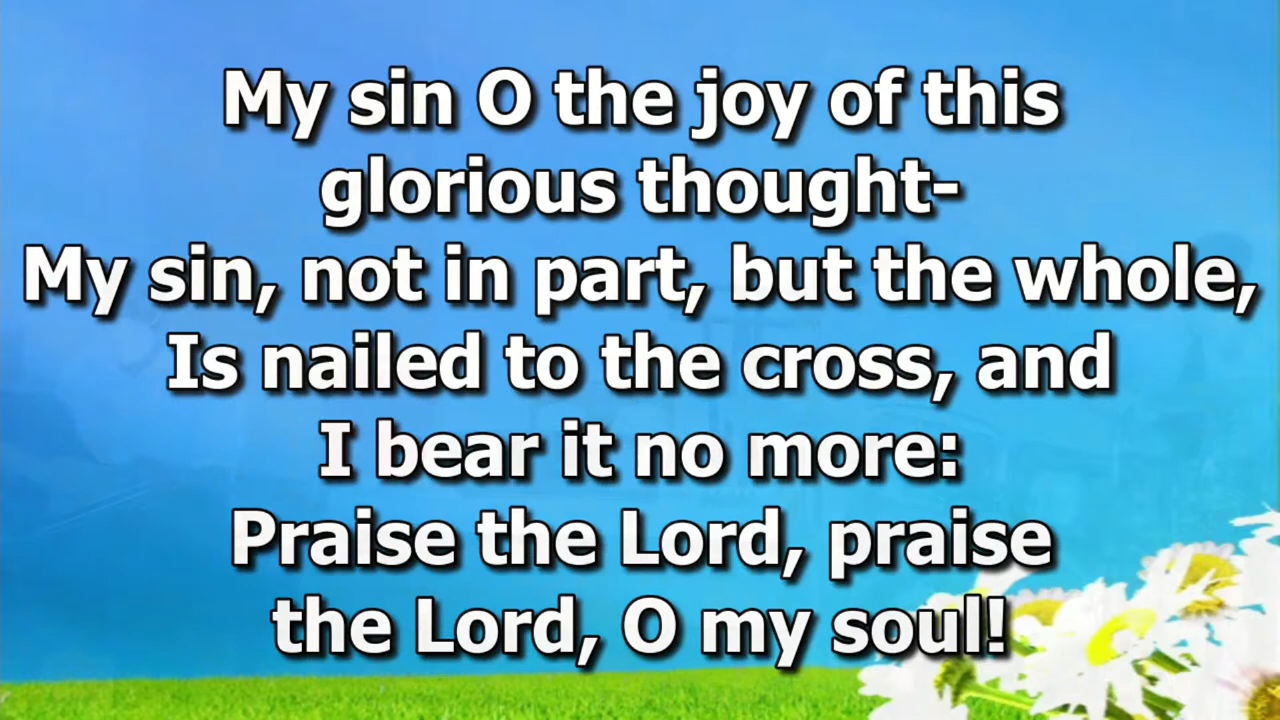 My sin O the joy of this
glorious thought-
My sin, not in part, but the whole,
Is nailed to the cross, and
I bear it no more:
Praise the Lord, praise
the Lord, O my soul!